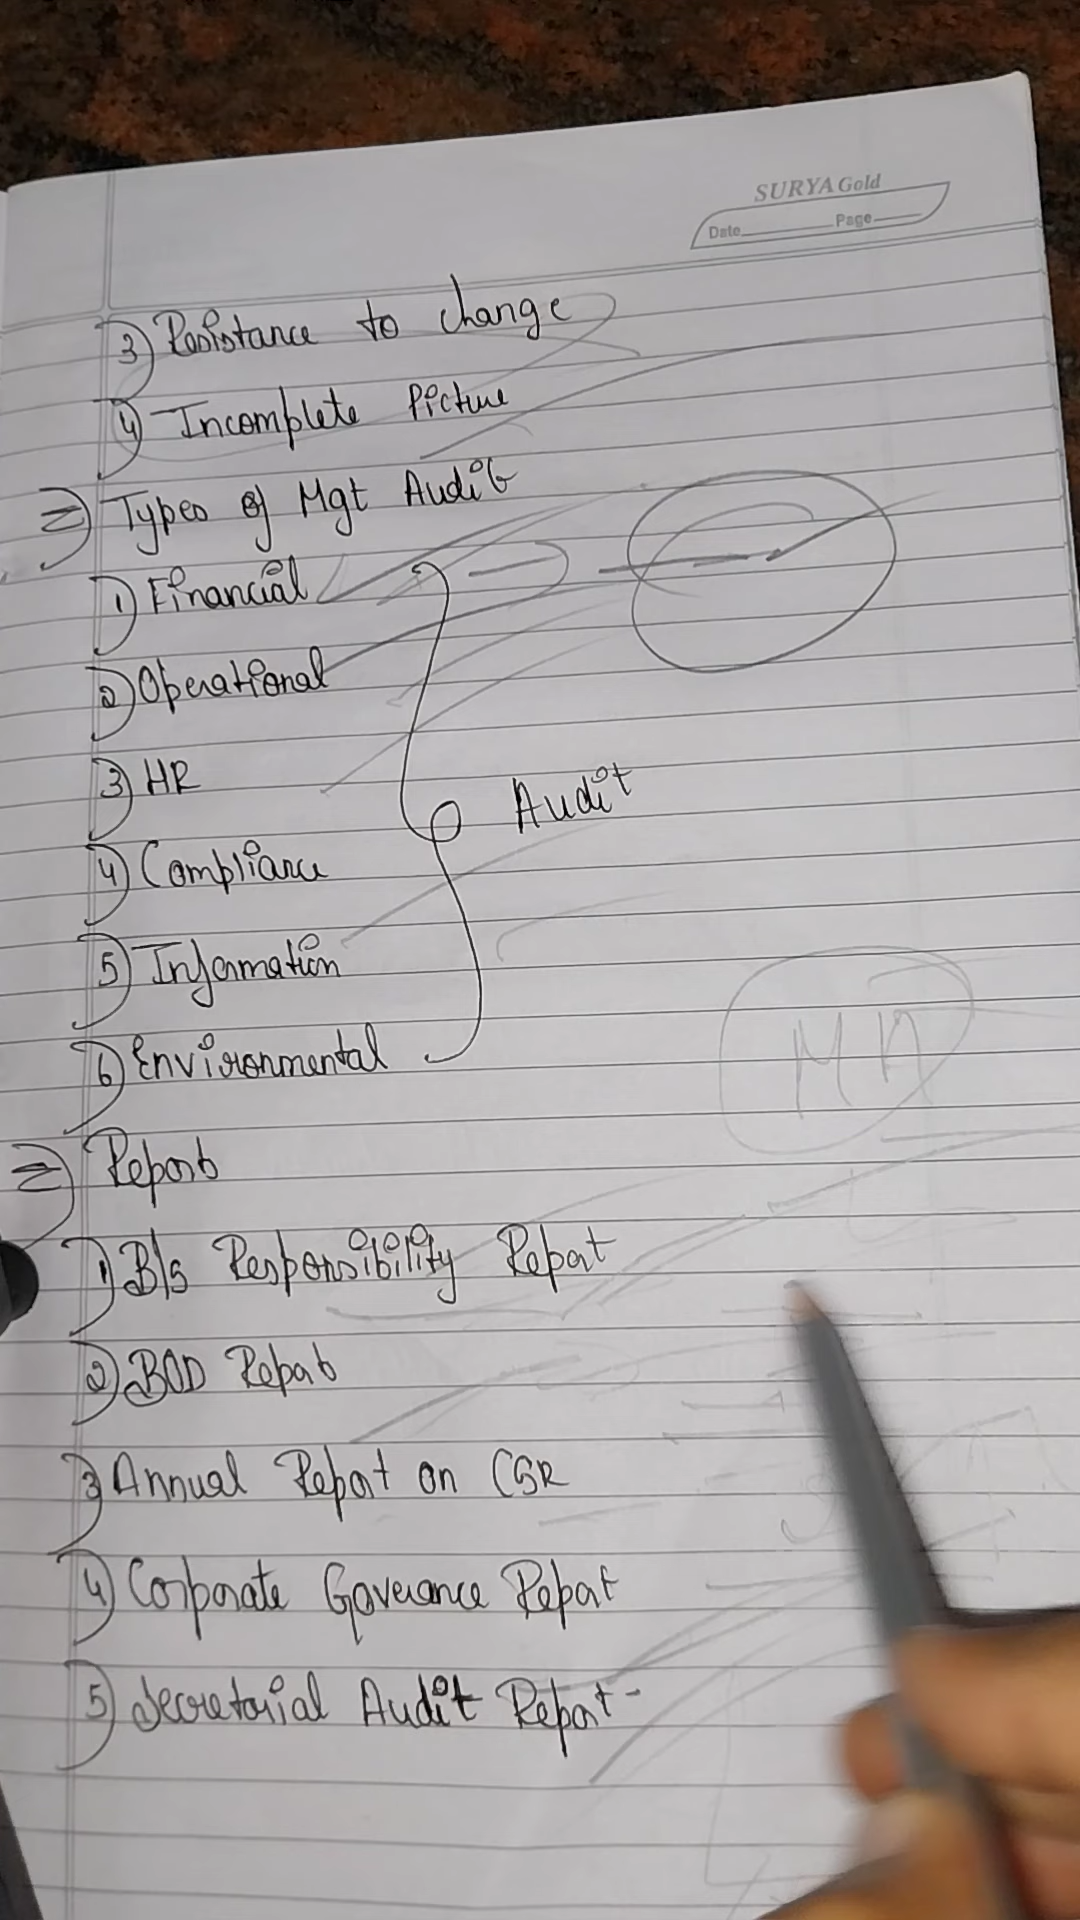 SURYA Gold
Date Page
3) Resistance to change
4) Incomplete Picture
=) Types of Mgt Audit
1) Financial
2) Operational
3) HR
Audit
4) Compliance
5) Information
6) Environmental
=) Report
1) B/s Responsibility Report
2) BOD Report
3) Annual Report on CSR
4) Corporate Goverance Report
5) Secretarial Audit Report-